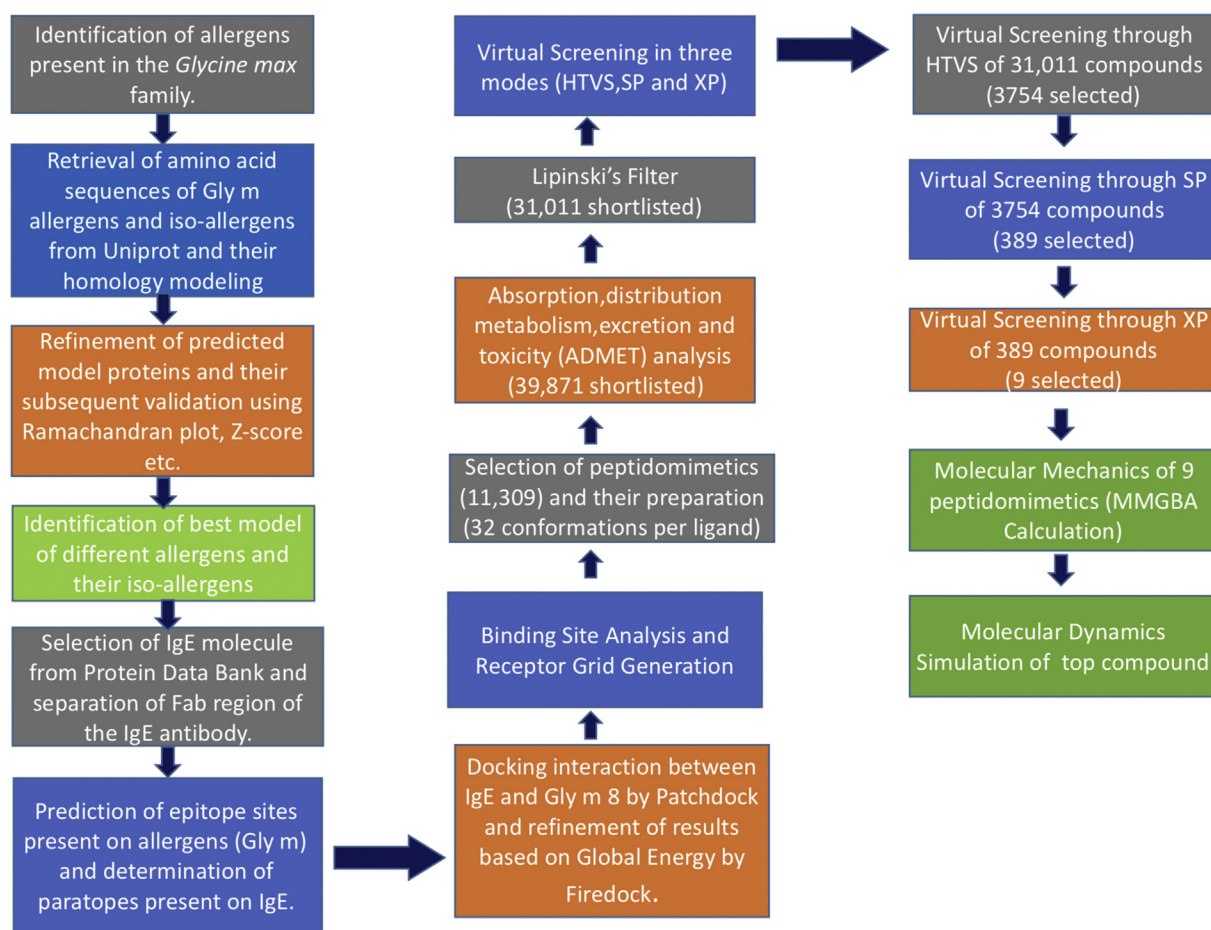 Identification of allergens
present in the Glycine max
family.
Retrieval of amino acid
sequences of Gly m
allergens and iso-allergens
from Uniprot and their
homology modeling
Refinement of predicted
model proteins and their
subsequent validation using
Ramachandran plot, Z-score
etc.
Identification of best model
of different allergens and
their iso-allergens
Selection of IgE molecule
from Protein Data Bank and
separation of Fab region of
the IgE antibody.
Prediction of epitope sites
present on allergens (Gly m)
and determination of
paratopes present on IgE.
Docking interaction between
IgE and Gly m 8 by Patchdock
and refinement of results
based on Global Energy by
Firedock.
Binding Site Analysis and
Receptor Grid Generation
Selection of peptidomimetics
(11,309) and their preparation
(32 conformations per ligand)
Absorption,distribution
metabolism,excretion and
toxicity (ADMET) analysis
(39,871 shortlisted)
Lipinski's Filter
(31,011 shortlisted)
Virtual Screening in three
modes (HTVS,SP and XP)
Virtual Screening through
HTVS of 31,011 compounds
(3754 selected)
Virtual Screening through SP
of 3754 compounds
(389 selected)
Virtual Screening through XP
of 389 compounds
(9 selected)
Molecular Mechanics of 9
peptidomimetics (MMGBA
Calculation)
Molecular Dynamics
Simulation of top compound